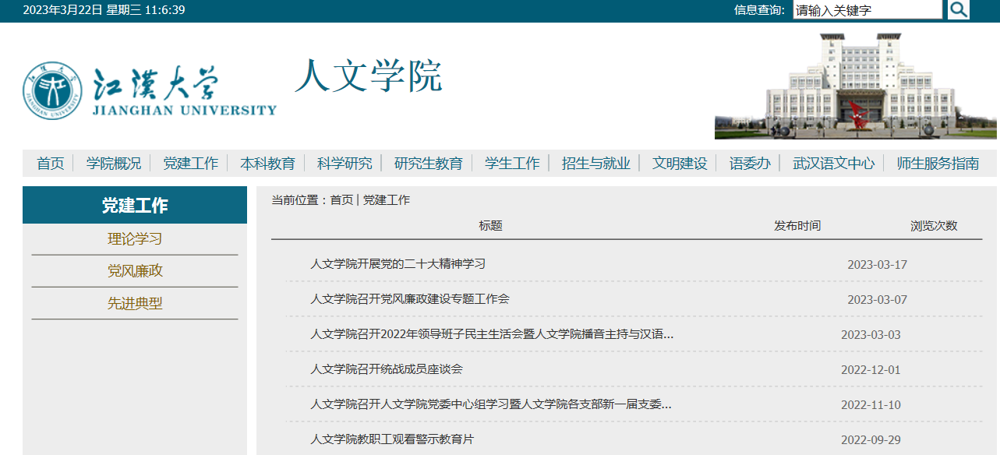 2023年3月22日 星期三 11:6:39
信息查询: 请输入关键字
江漢大学
JIANGHAN UNIVERSITY
人文学院
首页 学院概况 党建工作 本科教育 科学研究 研究生教育 学生工作 招生与就业 文明建设 语委办 武汉语文中心 师生服务指南
党建工作
理论学习
党风廉政
先进典型
当前位置：首页 | 党建工作
标题 发布时间 浏览次数
人文学院开展党的二十大精神学习 2023-03-17
人文学院召开党风廉政建设专题工作会 2023-03-07
人文学院召开2022年领导班子民主生活会暨人文学院播音主持与汉语... 2023-03-03
人文学院召开统战成员座谈会 2022-12-01
人文学院召开人文学院党委中心组学习暨人文学院各支部新一届支委... 2022-11-10
人文学院教职工观看警示教育片 2022-09-29